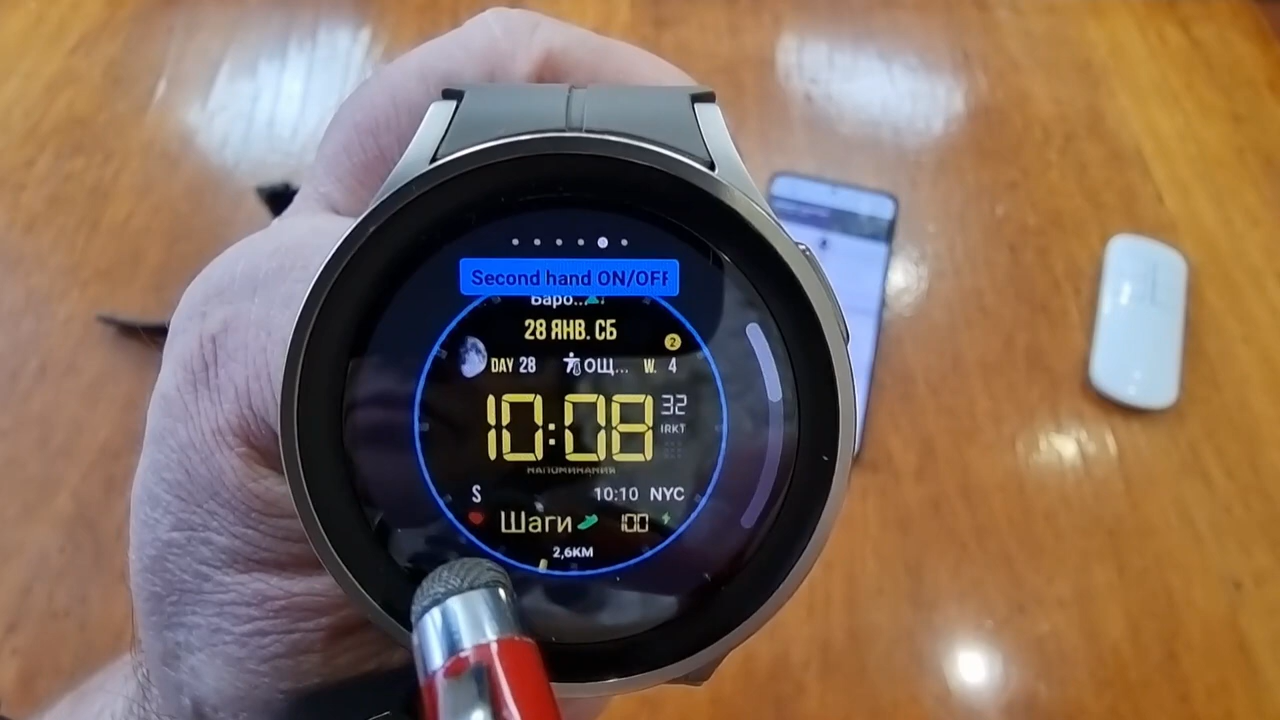 Second hand ON/OFF
Баро...
28 ЯНВ. СБ
2
DAY 28 ОЩ... W. 4
10:08 32
IRKT
НАПОМИНАНИЯ
S 10:10 NYC
Шаги 100
2,6КМ